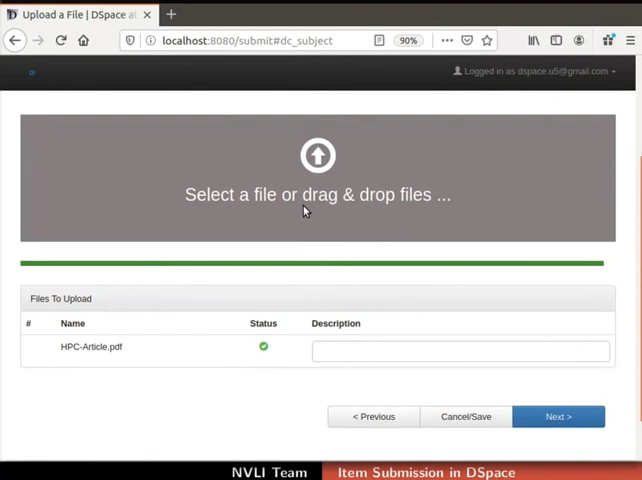 Upload a File | DSpace at
localhost:8080/submit#dc_subject
90%
Logged in as dspace.u5@gmail.com
Select a file or drag & drop files ...
Files To Upload
# Name Status Description
HPC-Article.pdf
< Previous Cancel/Save Next >
NVLI Team Item Submission in DSpace